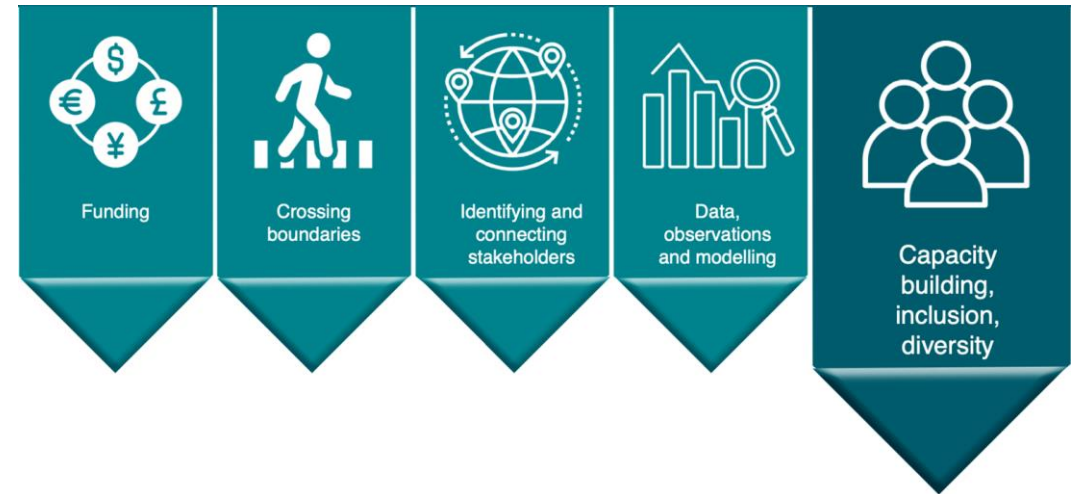 $
€
£
¥
Funding
Crossing
boundaries
Identifying and
connecting
stakeholders
Data,
observations
and modelling
Capacity
building,
inclusion,
diversity